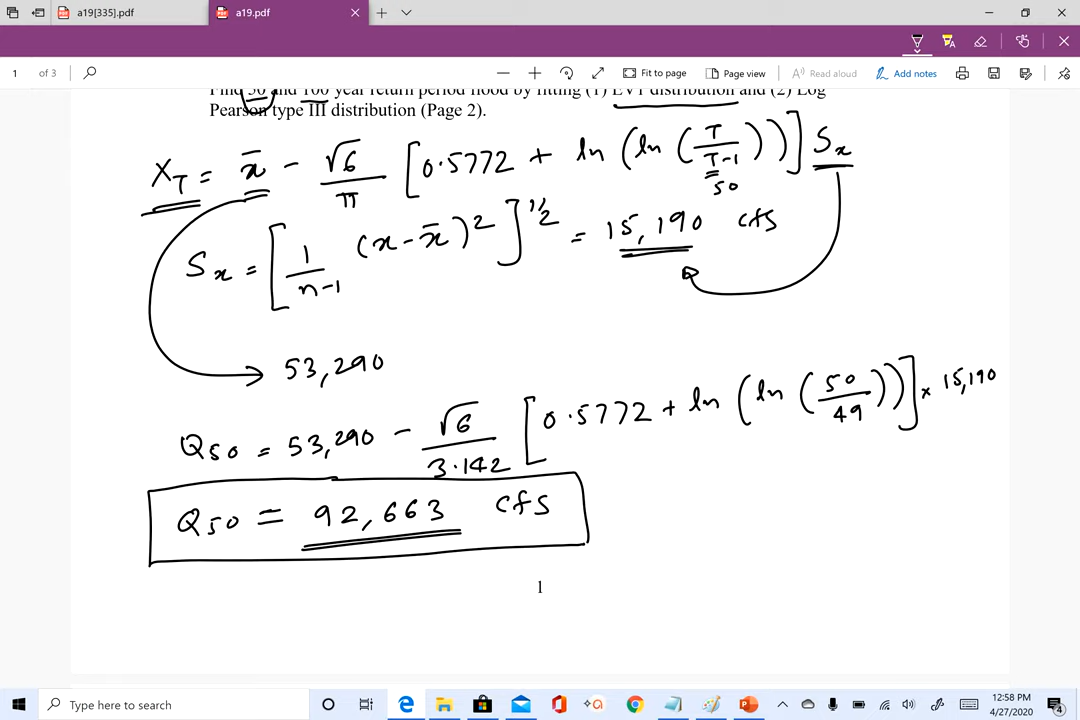 a19[335].pdf
a19.pdf
1 of 3
Fit to page
Page view
Read aloud
Add notes
Find 50 and 100 year return period flood by fitting (1) EV1 distribution and (2) Log
Pearson type III distribution (Page 2).
X_T = x̄ - √6/π [0.5772 + ln (ln (T/T-1))] S_x
50
S_x = [1/n-1 (x-x̄)^2]^1/2 = 15,190 cfs
53,290
Q50 = 53,290 - √6/3.142 [0.5772 + ln (ln (50/49))] × 15,190
Q50 = 92,663 cfs
1
Type here to search
12:58 PM
4/27/2020
4